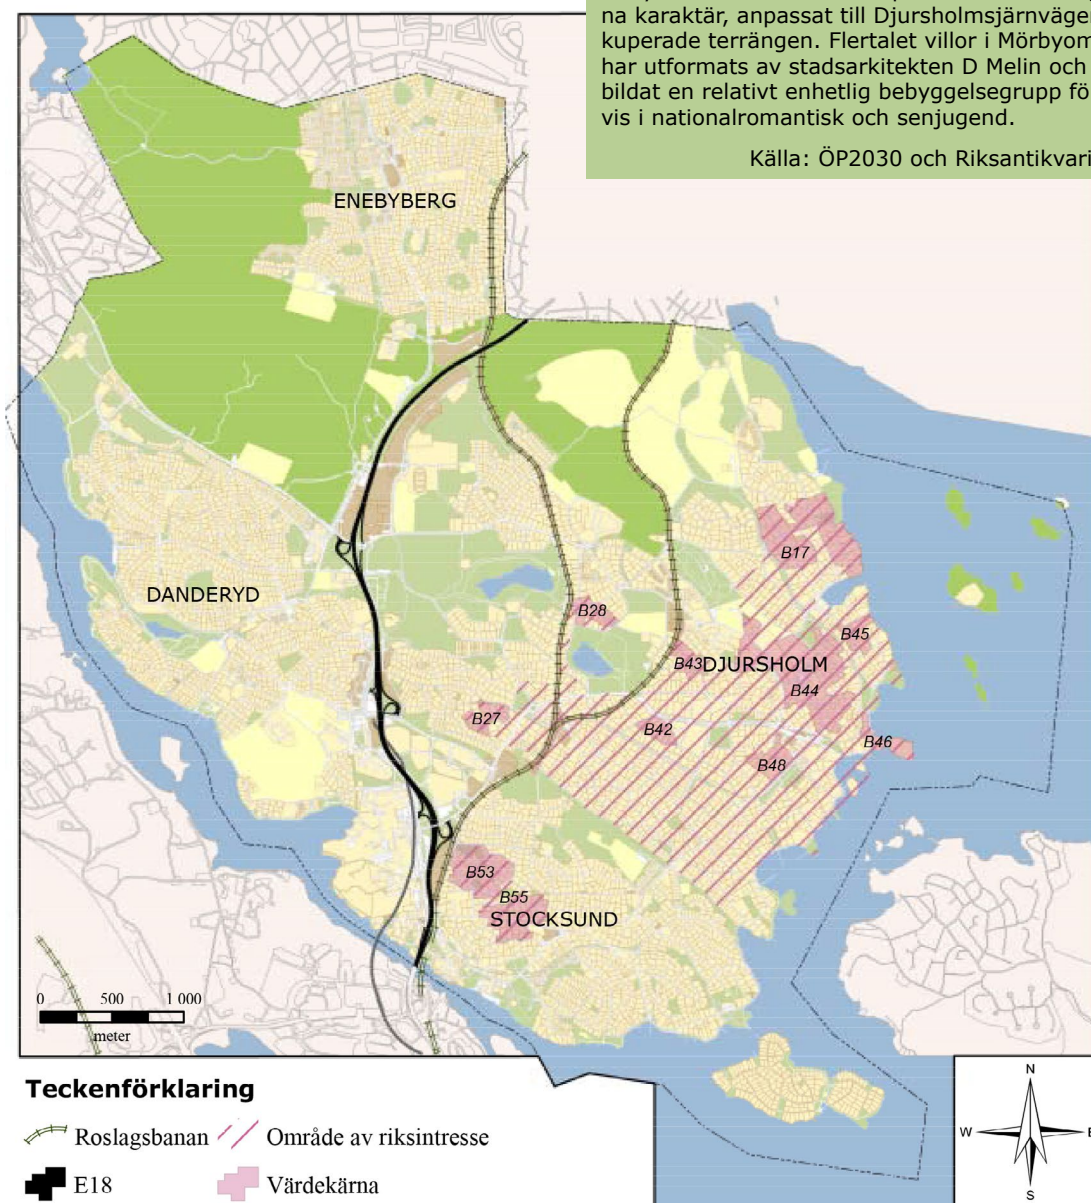 na karaktär, anpassat till Djursholmsjärnvägen
kuperade terrängen. Flertalet villor i Mörbyom
har utformats av stadsarkitekten D Melin och
bildat en relativt enhetlig bebyggelsegrupp fö
vis i nationalromantisk och senjugend.
Källa: ÖP2030 och Riksantikvari
ENEBYBERG
B17
DANDERYD
B28
B45
B43
DJURSHOLM
B44
B27
B42
B46
B48
B53
B55
STOCKSUND
0 500 1 000
meter
Teckenförklaring
Roslagsbanan
Område av riksintresse
E18
Värdekärna
N
W E
S